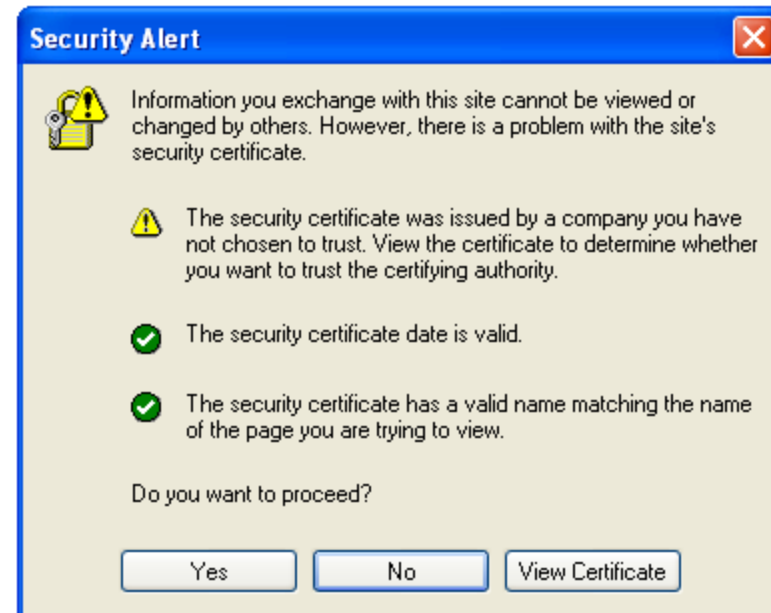 Security Alert
Information you exchange with this site cannot be viewed or
changed by others. However, there is a problem with the site's
security certificate.
The security certificate was issued by a company you have
not chosen to trust. View the certificate to determine whether
you want to trust the certifying authority.
The security certificate date is valid.
The security certificate has a valid name matching the name
of the page you are trying to view.
Do you want to proceed?
Yes No View Certificate